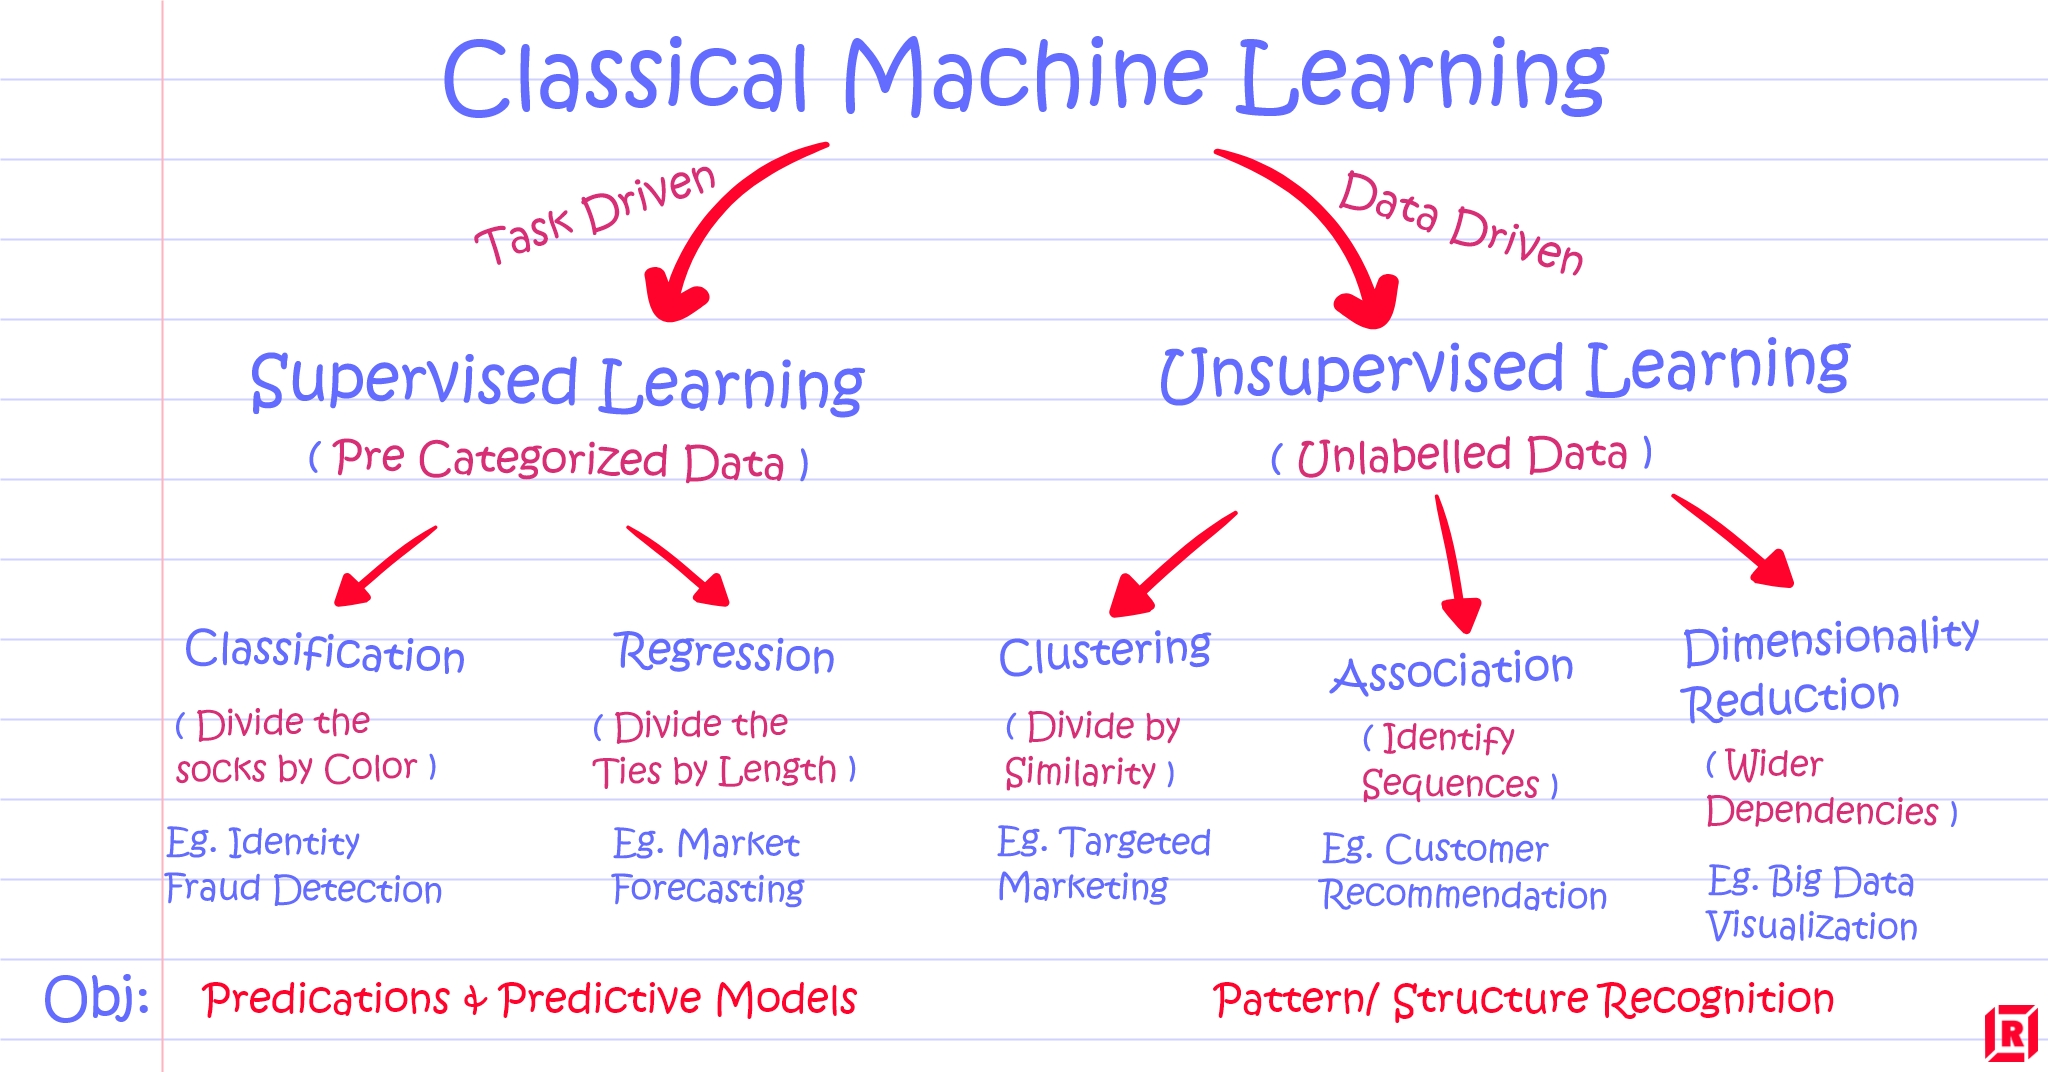 Classical Machine Learning
Task Driven
Data Driven
Supervised Learning
( Pre Categorized Data )
Unsupervised Learning
( Unlabelled Data )
Classification
( Divide the
socks by Color )
Eg. Identity
Fraud Detection
Regression
( Divide the
Ties by Length )
Eg. Market
Forecasting
Clustering
( Divide by
Similarity )
Eg. Targeted
Marketing
Association
( Identify
Sequences )
Eg. Customer
Recommendation
Dimensionality
Reduction
( Wider
Dependencies )
Eg. Big Data
Visualization
Obj: Predications & Predictive Models
Pattern/ Structure Recognition
R